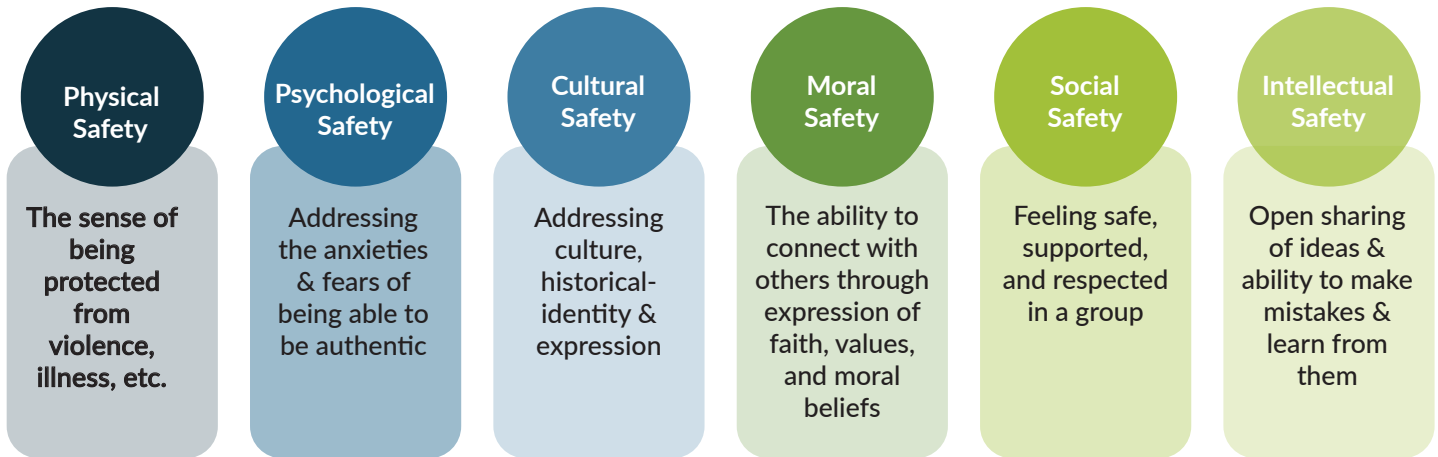 Physical
Safety
The sense of
being
protected
from
violence,
illness, etc.
Psychological
Safety
Addressing
the anxieties
& fears of
being able to
be authentic
Cultural
Safety
Addressing
culture,
historical-
identity &
expression
Moral
Safety
The ability to
connect with
others through
expression of
faith, values,
and moral
beliefs
Social
Safety
Feeling safe,
supported,
and respected
in a group
Intellectual
Safety
Open sharing
of ideas &
ability to make
mistakes &
learn from
them